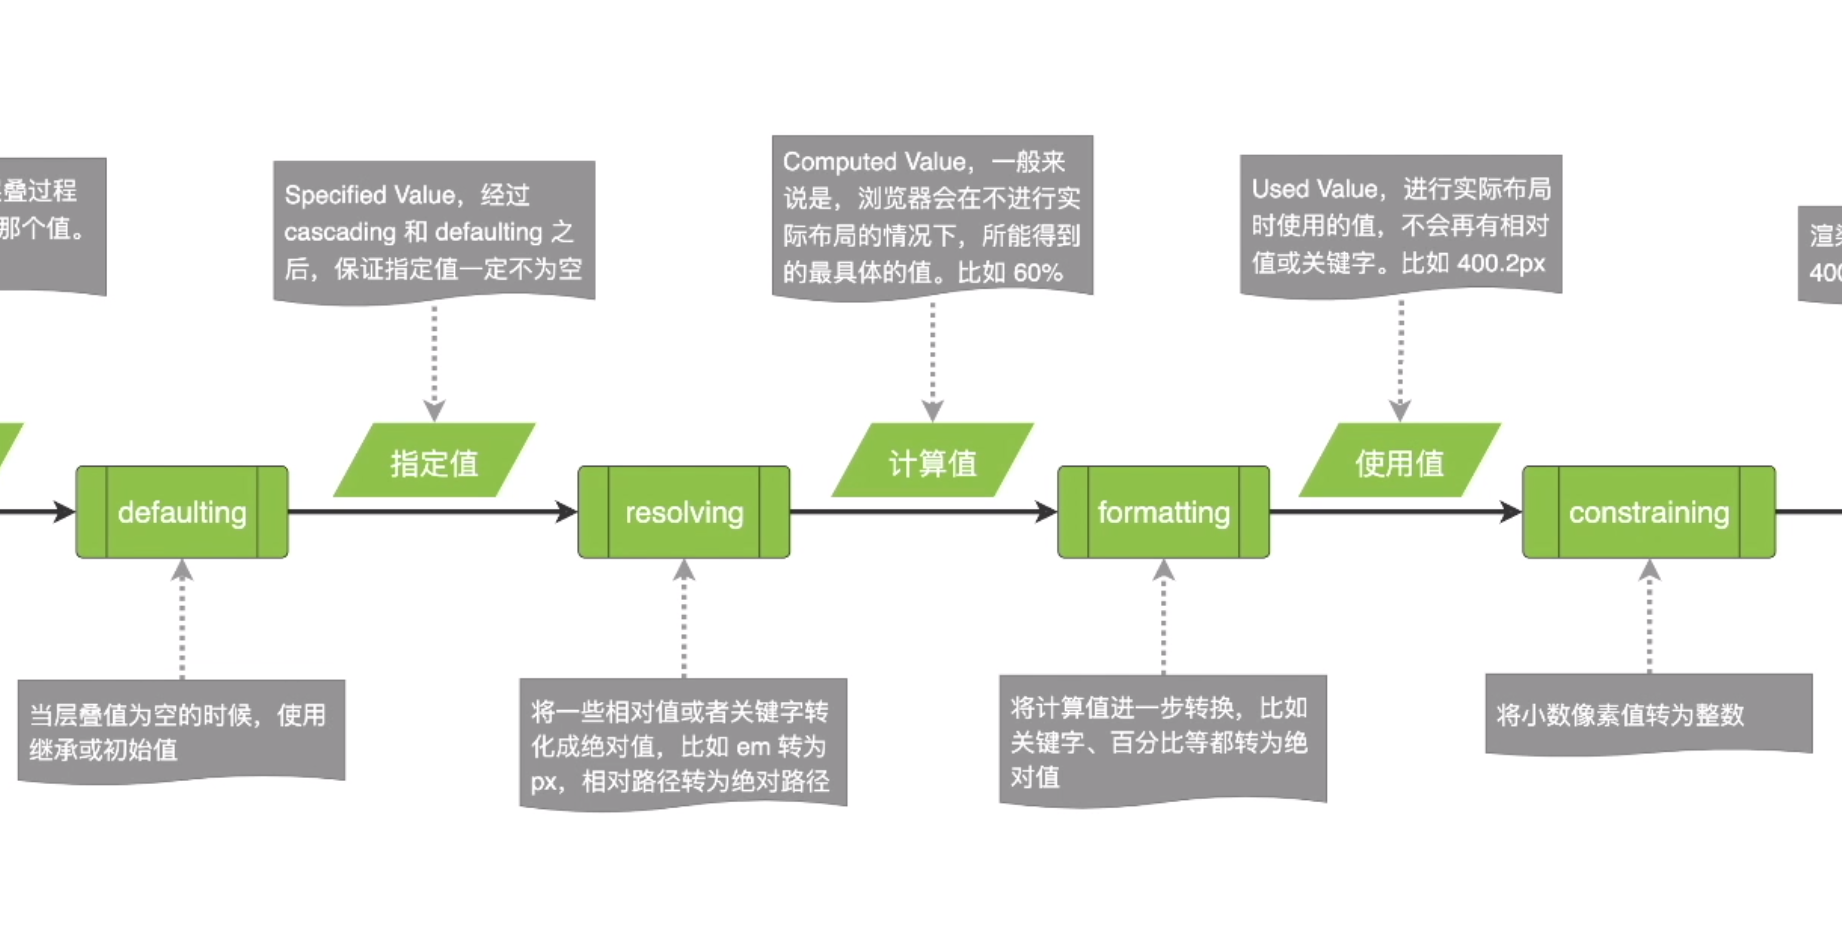 叠过程
那个值。
Specified Value，经过
cascading 和 defaulting 之
后，保证指定值一定不为空
Computed Value，一般来
说是，浏览器会在不进行实
际布局的情况下，所能得到
的最具体的值。比如 60%
Used Value，进行实际布局
时使用的值，不会再有相对
值或关键字。比如 400.2px
渲
400
指定值
计算值
使用值
defaulting
resolving
formatting
constraining
当层叠值为空的时候，使用
继承或初始值
将一些相对值或者关键字转
化成绝对值，比如 em 转为
px，相对路径转为绝对路径
将计算值进一步转换，比如
关键字、百分比等都转为绝
对值
将小数像素值转为整数